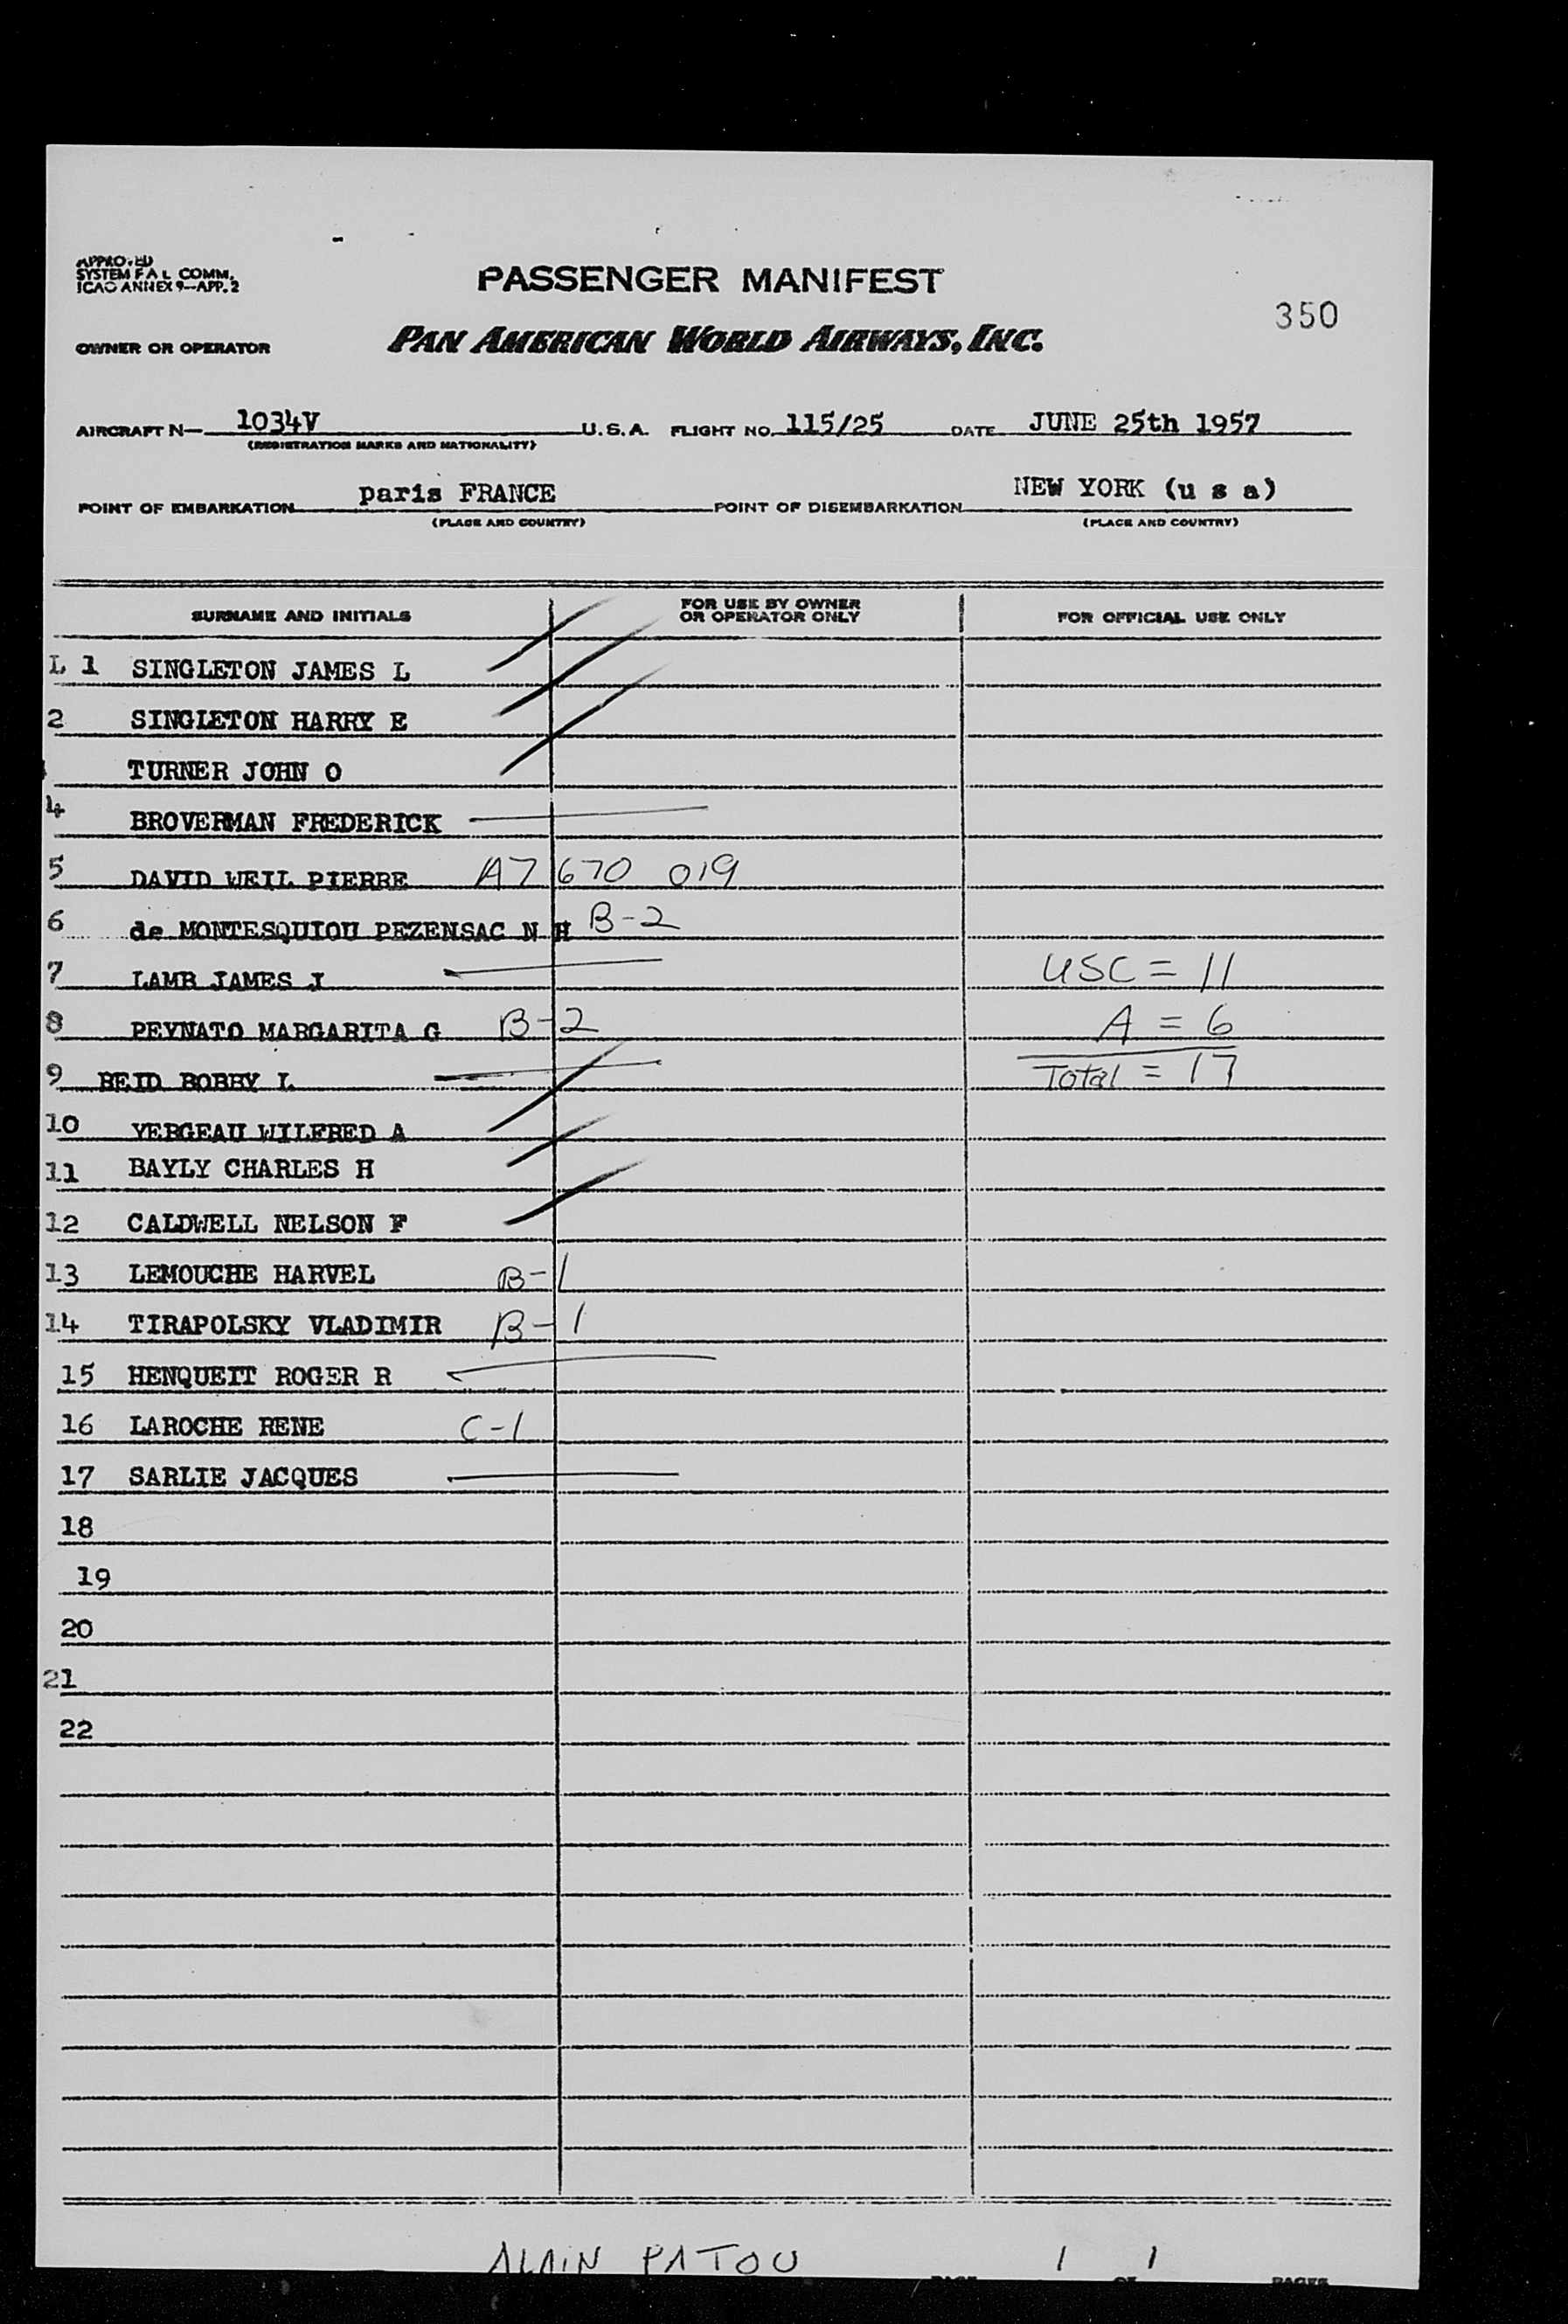 APPROVED
SYSTEM F A L COMM.
ICAO ANNEX 9—APP. 2
PASSENGER MANIFEST
350
OWNER OR OPERATOR PAN AMERICAN WORLD AIRWAYS, INC.
AIRCRAFT N— 1034V U.S.A. FLIGHT NO. 115/25 DATE JUNE 25th 1957
(REGISTRATION MARKS AND NATIONALITY)
POINT OF EMBARKATION paris FRANCE POINT OF DISEMBARKATION NEW YORK (u s a)
(PLACE AND COUNTRY) (PLACE AND COUNTRY)
SURNAME AND INITIALS FOR USE BY OWNER OR OPERATOR ONLY FOR OFFICIAL USE ONLY
L 1 SINGLETON JAMES L
2 SINGLETON HARRY E
TURNER JOHN O
4 BROVERMAN FREDERICK
5 DAVID WEIL PIERRE A7 670 019
6 de MONTESQUIOU PEZENSAC N H B-2
7 LAMB JAMES J USC = 11
8 PEYNATO MARGARITA G B-2 A = 6
9 REID BOBBY L Total = 17
10 YERGEAU WILFRED A
11 BAYLY CHARLES H
12 CALDWELL NELSON F
13 LEMOUCHE HARVEL B-1
14 TIRAPOLSKY VLADIMIR B-1
15 HENQUEIT ROGER R
16 LAROCHE RENE C-1
17 SARLIE JACQUES
18
19
20
21
22
ALAIN PATOU 1 1
PAGE OF PAGES